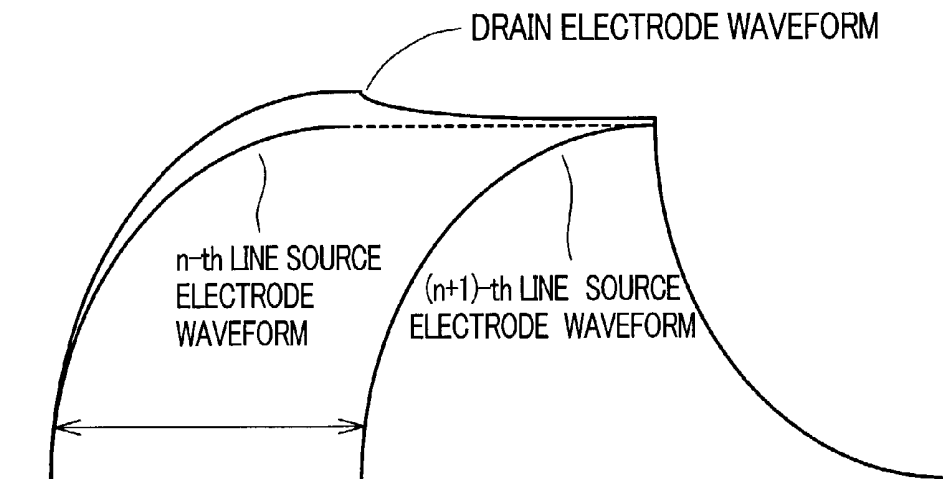 DRAIN ELECTRODE WAVEFORM
n-th LINE SOURCE
ELECTRODE
WAVEFORM
(n+1)-th LINE SOURCE
ELECTRODE WAVEFORM